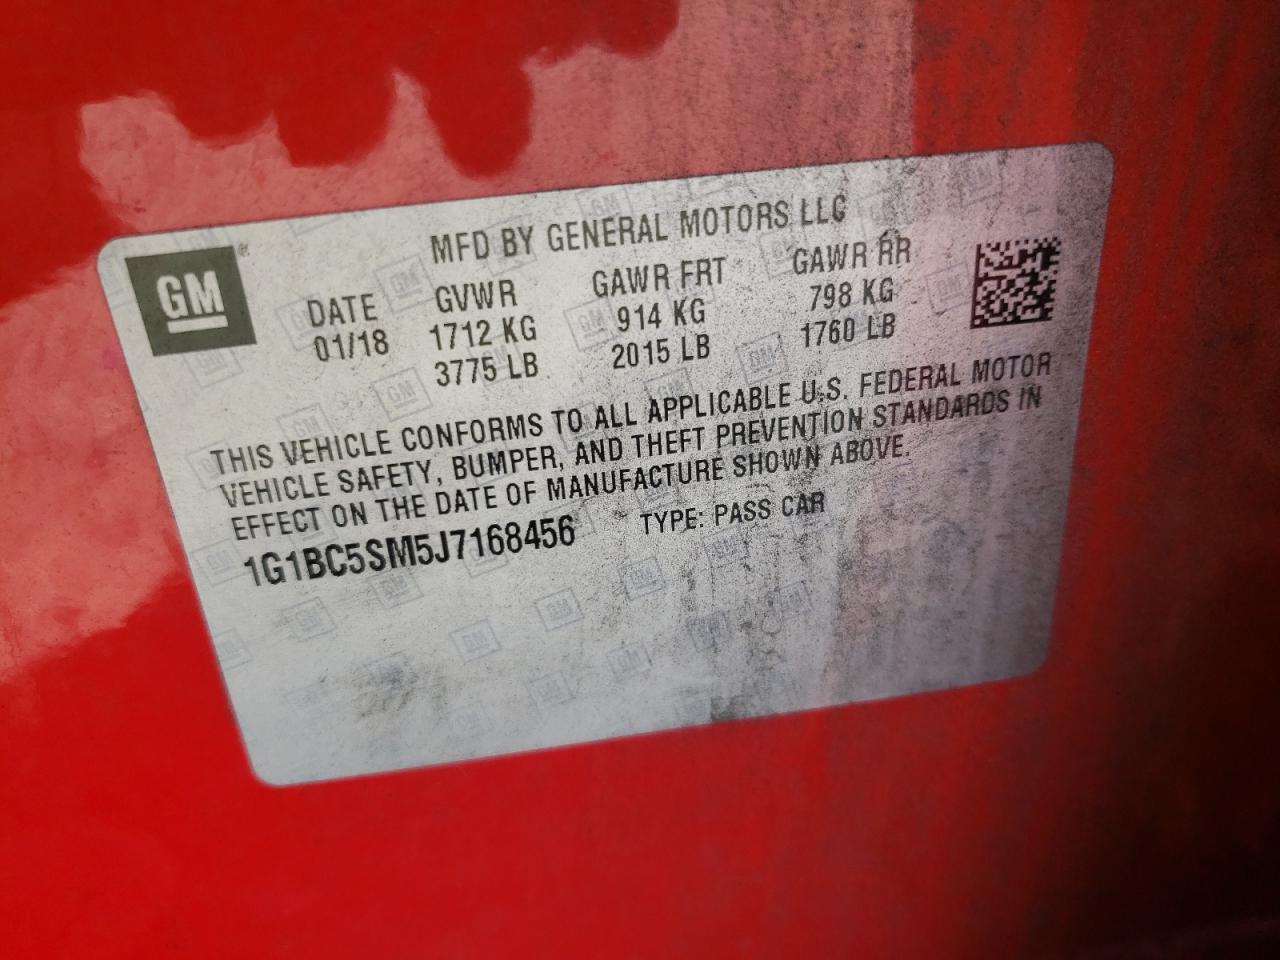 MFD BY GENERAL MOTORS LLC
GM®
DATE GVWR GAWR FRT GAWR RR
01/18 1712 KG 914 KG 798 KG
3775 LB 2015 LB 1760 LB
THIS VEHICLE CONFORMS TO ALL APPLICABLE U.S. FEDERAL MOTOR
VEHICLE SAFETY, BUMPER, AND THEFT PREVENTION STANDARDS IN
EFFECT ON THE DATE OF MANUFACTURE SHOWN ABOVE.
1G1BC5SM5J7168456 TYPE: PASS CAR